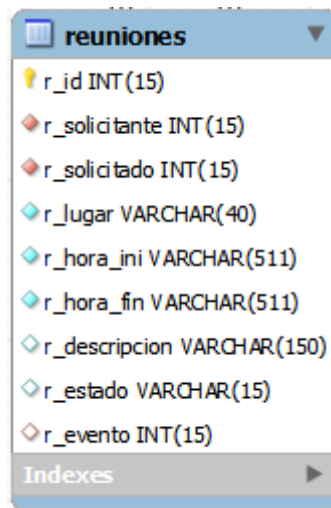 reuniones
r_id INT(15)
r_solicitante INT(15)
r_solicitado INT(15)
r_lugar VARCHAR(40)
r_hora_ini VARCHAR(511)
r_hora_fin VARCHAR(511)
r_descripcion VARCHAR(150)
r_estado VARCHAR(15)
r_evento INT(15)
Indexes